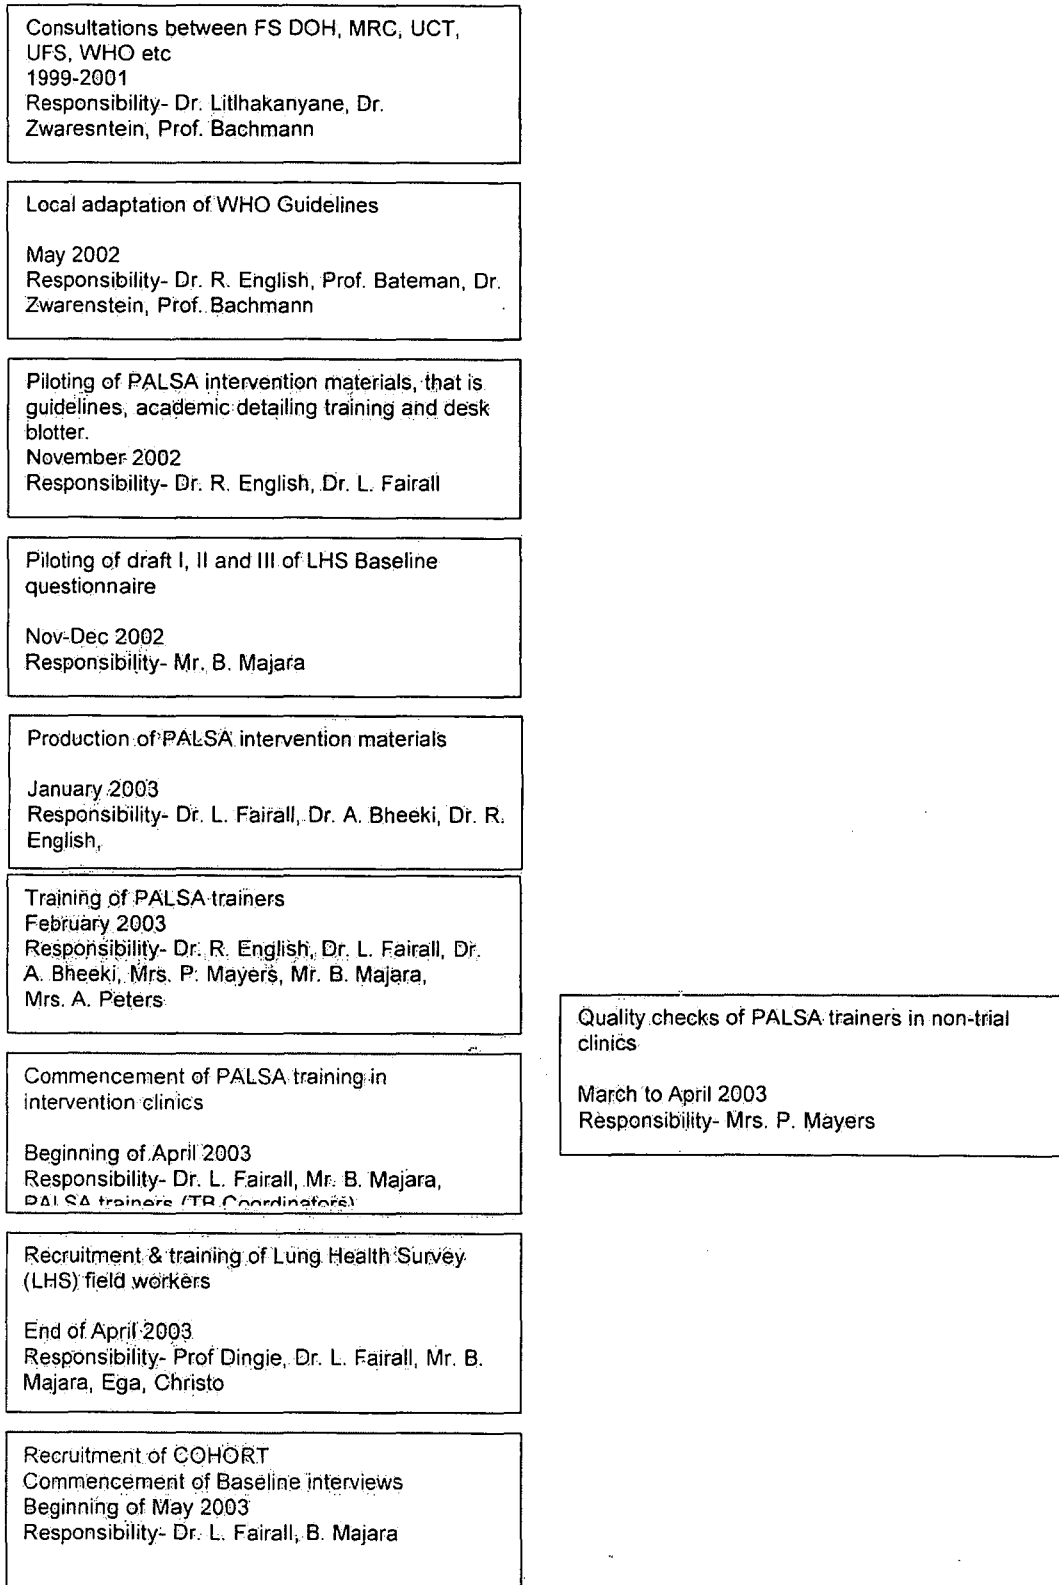 Consultations between FS DOH, MRC, UCT,
UFS, WHO etc
1999-2001
Responsibility- Dr. Litlhakanyane, Dr.
Zwaresntein, Prof. Bachmann
Local adaptation of WHO Guidelines
May 2002
Responsibility- Dr. R. English, Prof. Bateman, Dr.
Zwarenstein, Prof. Bachmann
Piloting of PALSA intervention materials, that is
guidelines, academic detailing training and desk
blotter.
November 2002
Responsibility- Dr. R. English, Dr. L. Fairall
Piloting of draft I, II and III of LHS Baseline
questionnaire
Nov-Dec 2002
Responsibility- Mr. B. Majara
Production of PALSA intervention materials
January 2003
Responsibility- Dr. L. Fairall, Dr. A. Bheeki, Dr. R.
English,
Training of PALSA trainers
February 2003
Responsibility- Dr. R. English, Dr. L. Fairall, Dr.
A. Bheeki, Mrs. P. Mayers, Mr. B. Majara,
Mrs. A. Peters
Quality checks of PALSA trainers in non-trial
clinics
March to April 2003
Responsibility- Mrs. P. Mayers
Commencement of PALSA training in
intervention clinics
Beginning of April 2003
Responsibility- Dr. L. Fairall, Mr. B. Majara,
PALSA trainers (TB Coordinators)
Recruitment & training of Lung Health Survey
(LHS) field workers
End of April 2003
Responsibility- Prof Dingie, Dr. L. Fairall, Mr. B.
Majara, Ega, Christo
Recruitment of COHORT
Commencement of Baseline interviews
Beginning of May 2003
Responsibility- Dr. L. Fairall, B. Majara